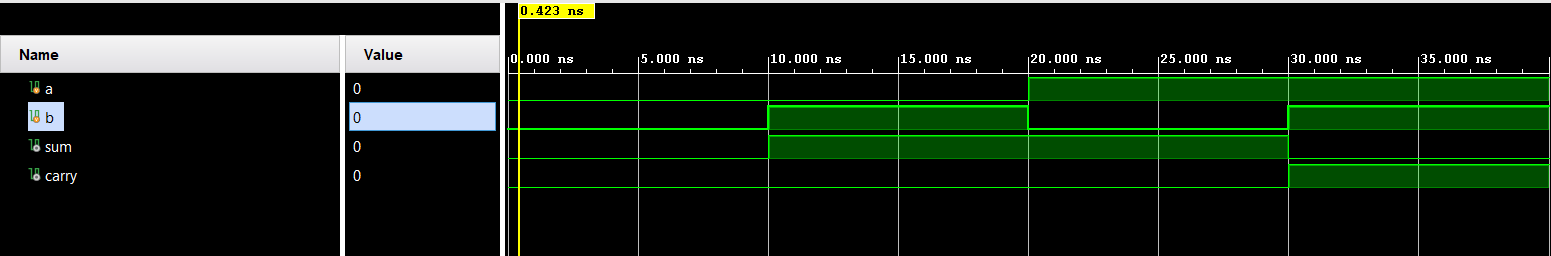 0.423 ns
Name Value
0.000 ns 5.000 ns 10.000 ns 15.000 ns 20.000 ns 25.000 ns 30.000 ns 35.000 ns
a 0
b 0
sum 0
carry 0